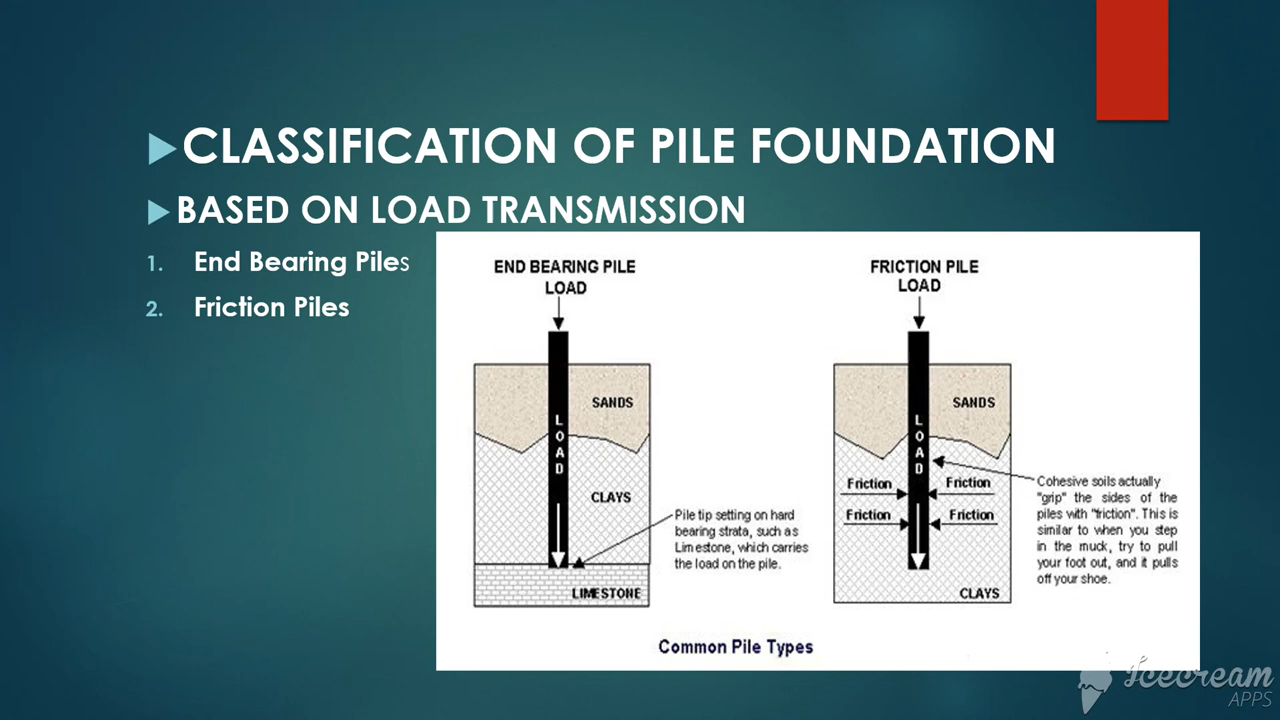 CLASSIFICATION OF PILE FOUNDATION
BASED ON LOAD TRANSMISSION
1. End Bearing Piles
2. Friction Piles
END BEARING PILE
LOAD
SANDS
LOAD
CLAYS
Pile tip setting on hard
bearing strata, such as
Limestone, which carries
the load on the pile.
LIMESTONE
FRICTION PILE
LOAD
SANDS
LOAD
Friction Friction
Friction Friction
Cohesive soils actually
"grip" the sides of the
piles with "friction". This is
similar to when you step
in the muck, try to pull
your foot out, and it pulls
off your shoe.
CLAYS
Common Pile Types
Icecream
APPS